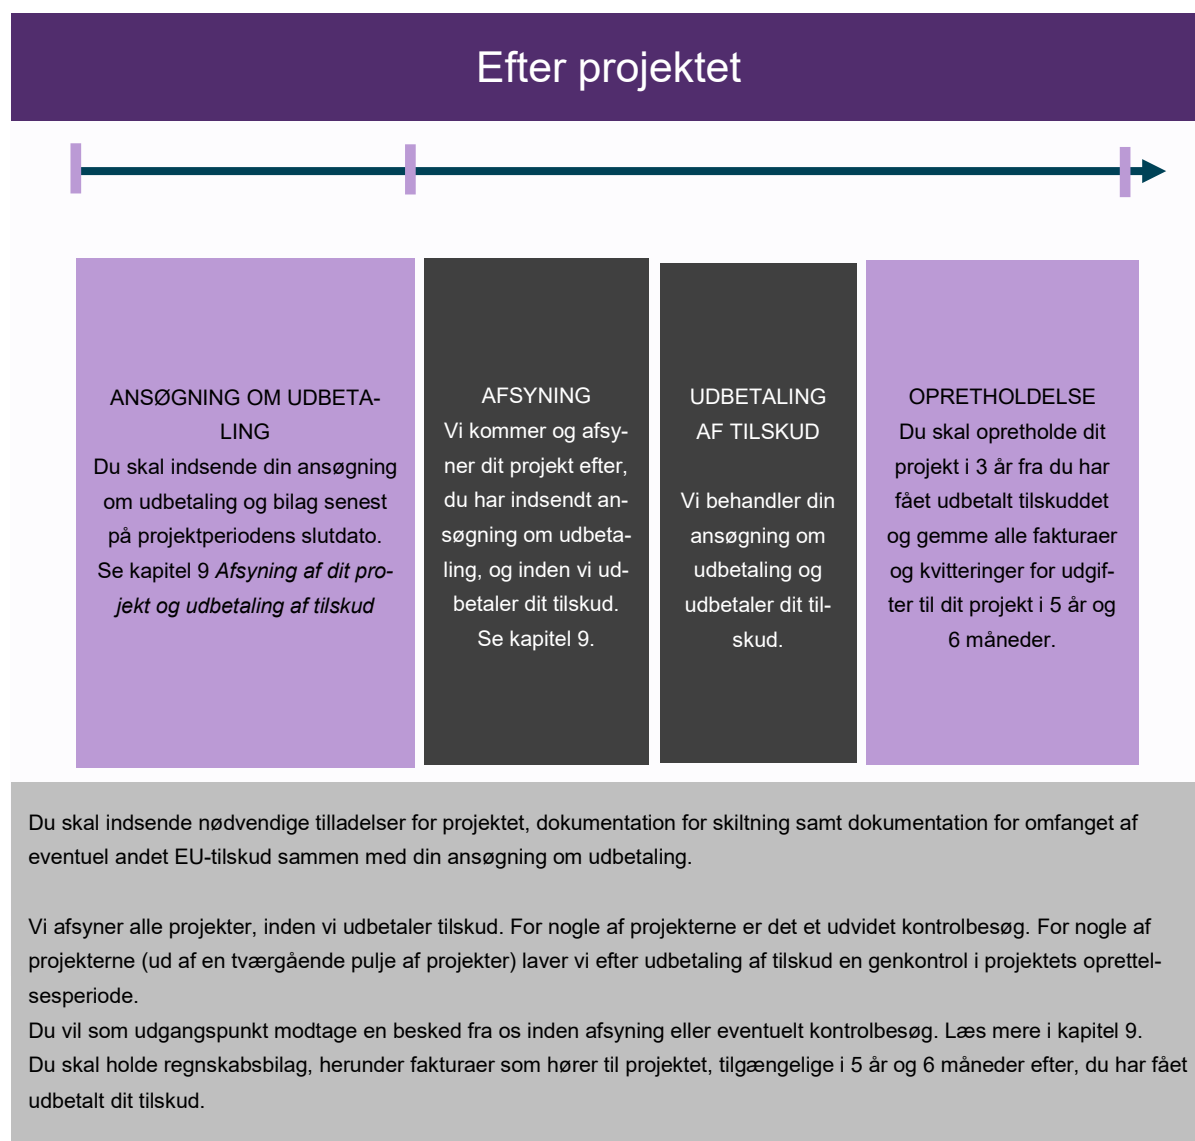 Efter projektet
ANSØGNING OM UDBETA-
LING
Du skal indsende din ansøgning
om udbetaling og bilag senest
på projektperiodens slutdato.
Se kapitel 9 Afsyning af dit pro-
jekt og udbetaling af tilskud
AFSYNING
Vi kommer og afsy-
ner dit projekt efter,
du har indsendt an-
søgning om udbeta-
ling, og inden vi ud-
betaler dit tilskud.
Se kapitel 9.
UDBETALING
AF TILSKUD
Vi behandler din
ansøgning om
udbetaling og
udbetaler dit til-
skud.
OPRETHOLDELSE
Du skal opretholde dit
projekt i 3 år fra du har
fået udbetalt tilskuddet
og gemme alle fakturaer
og kvitteringer for udgif-
ter til dit projekt i 5 år og
6 måneder.
Du skal indsende nødvendige tilladelser for projektet, dokumentation for skiltning samt dokumentation for omfanget af
eventuel andet EU-tilskud sammen med din ansøgning om udbetaling.
Vi afsyner alle projekter, inden vi udbetaler tilskud. For nogle af projekterne er det et udvidet kontrolbesøg. For nogle af
projekterne (ud af en tværgående pulje af projekter) laver vi efter udbetaling af tilskud en genkontrol i projektets oprettel-
sesperiode.
Du vil som udgangspunkt modtage en besked fra os inden afsyning eller eventuelt kontrolbesøg. Læs mere i kapitel 9.
Du skal holde regnskabsbilag, herunder fakturaer som hører til projektet, tilgængelige i 5 år og 6 måneder efter, du har fået
udbetalt dit tilskud.